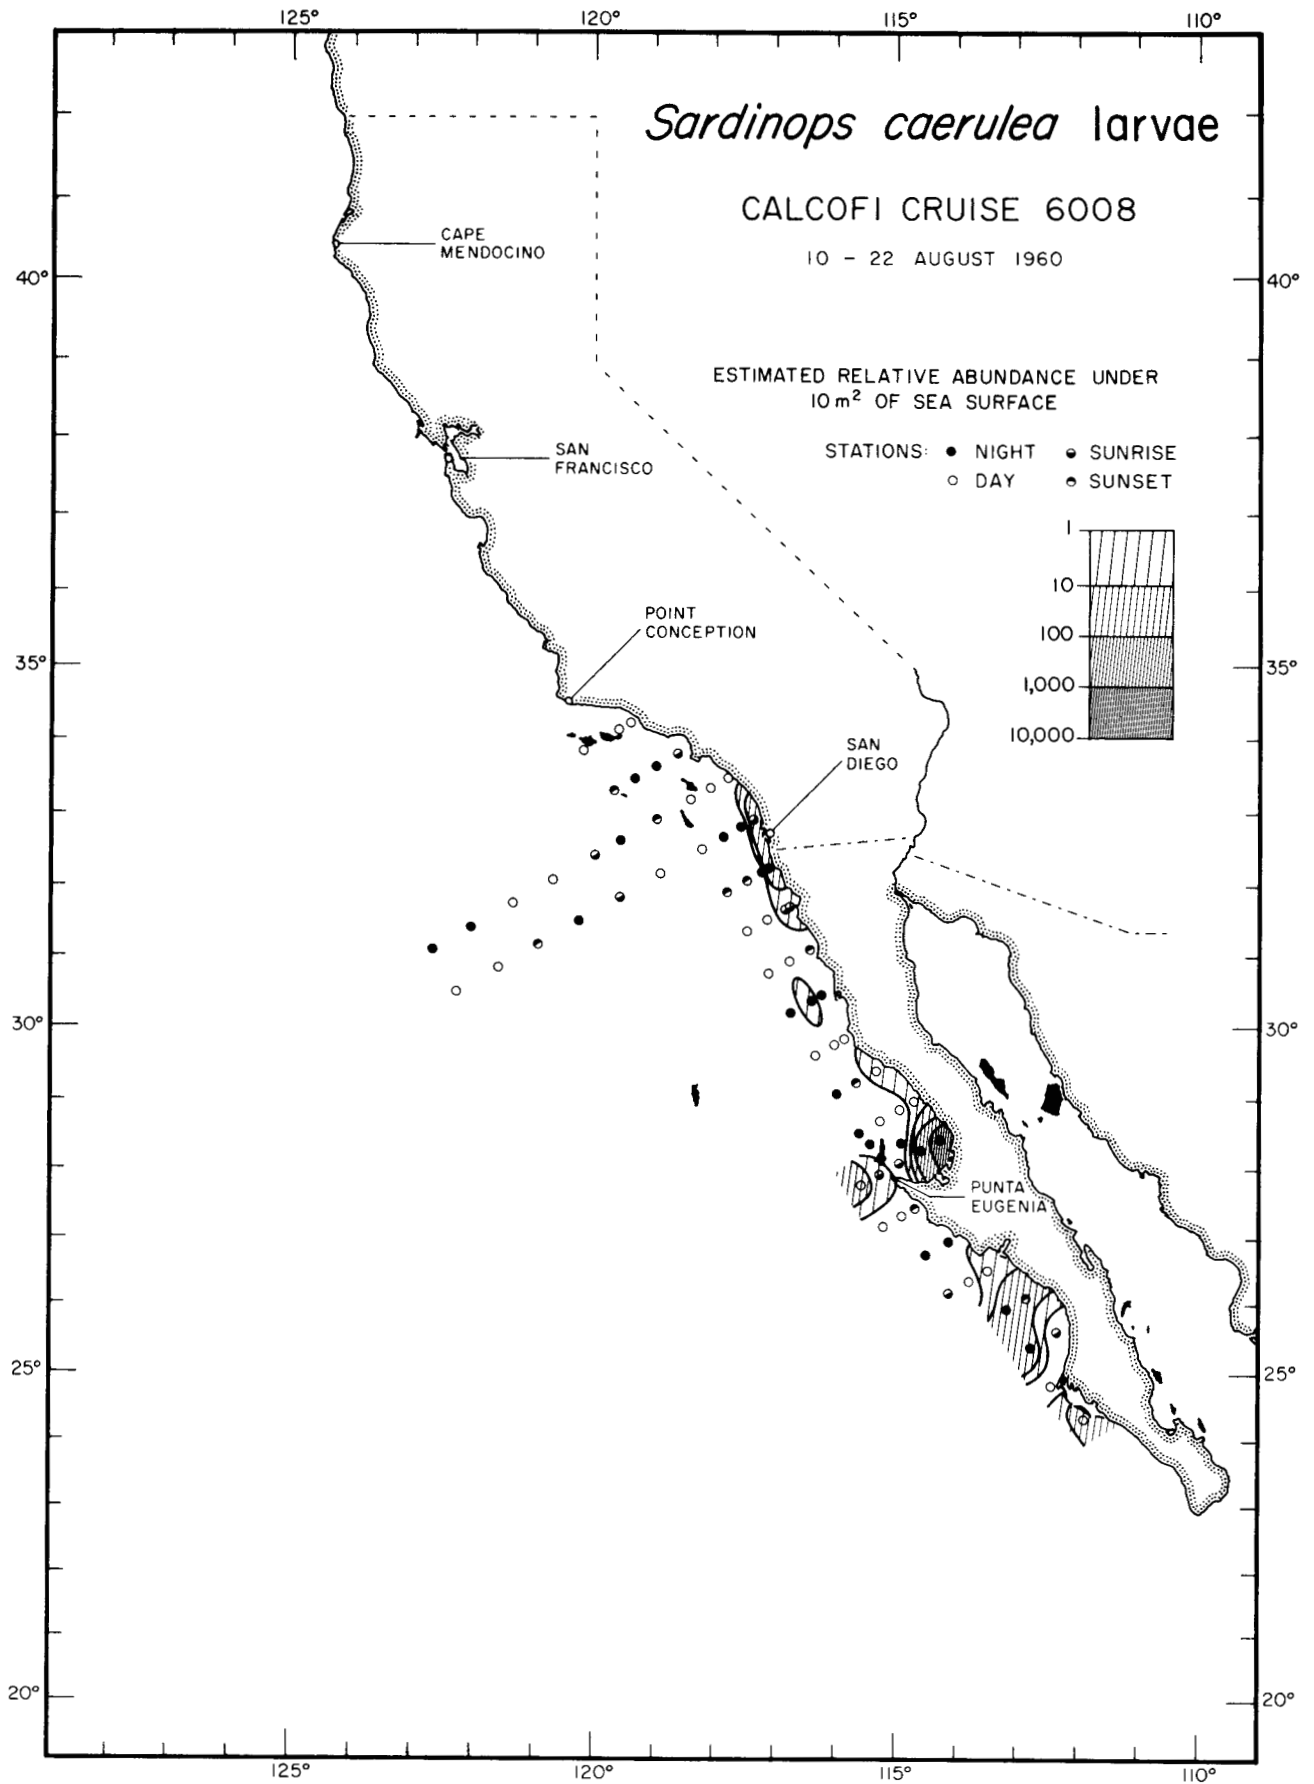 125° 120° 115° 110°
Sardinops caerulea larvae
CALCOFI CRUISE 6008
10 – 22 AUGUST 1960
CAPE
MENDOCINO
40° 40°
ESTIMATED RELATIVE ABUNDANCE UNDER
10 m² OF SEA SURFACE
STATIONS: ● NIGHT SUNRISE
○ DAY SUNSET
SAN
FRANCISCO
1
10
100
1,000
10,000
POINT
CONCEPTION
35° 35°
SAN
DIEGO
30° 30°
PUNTA
EUGENIA
25° 25°
20° 20°
125° 120° 115° 110°